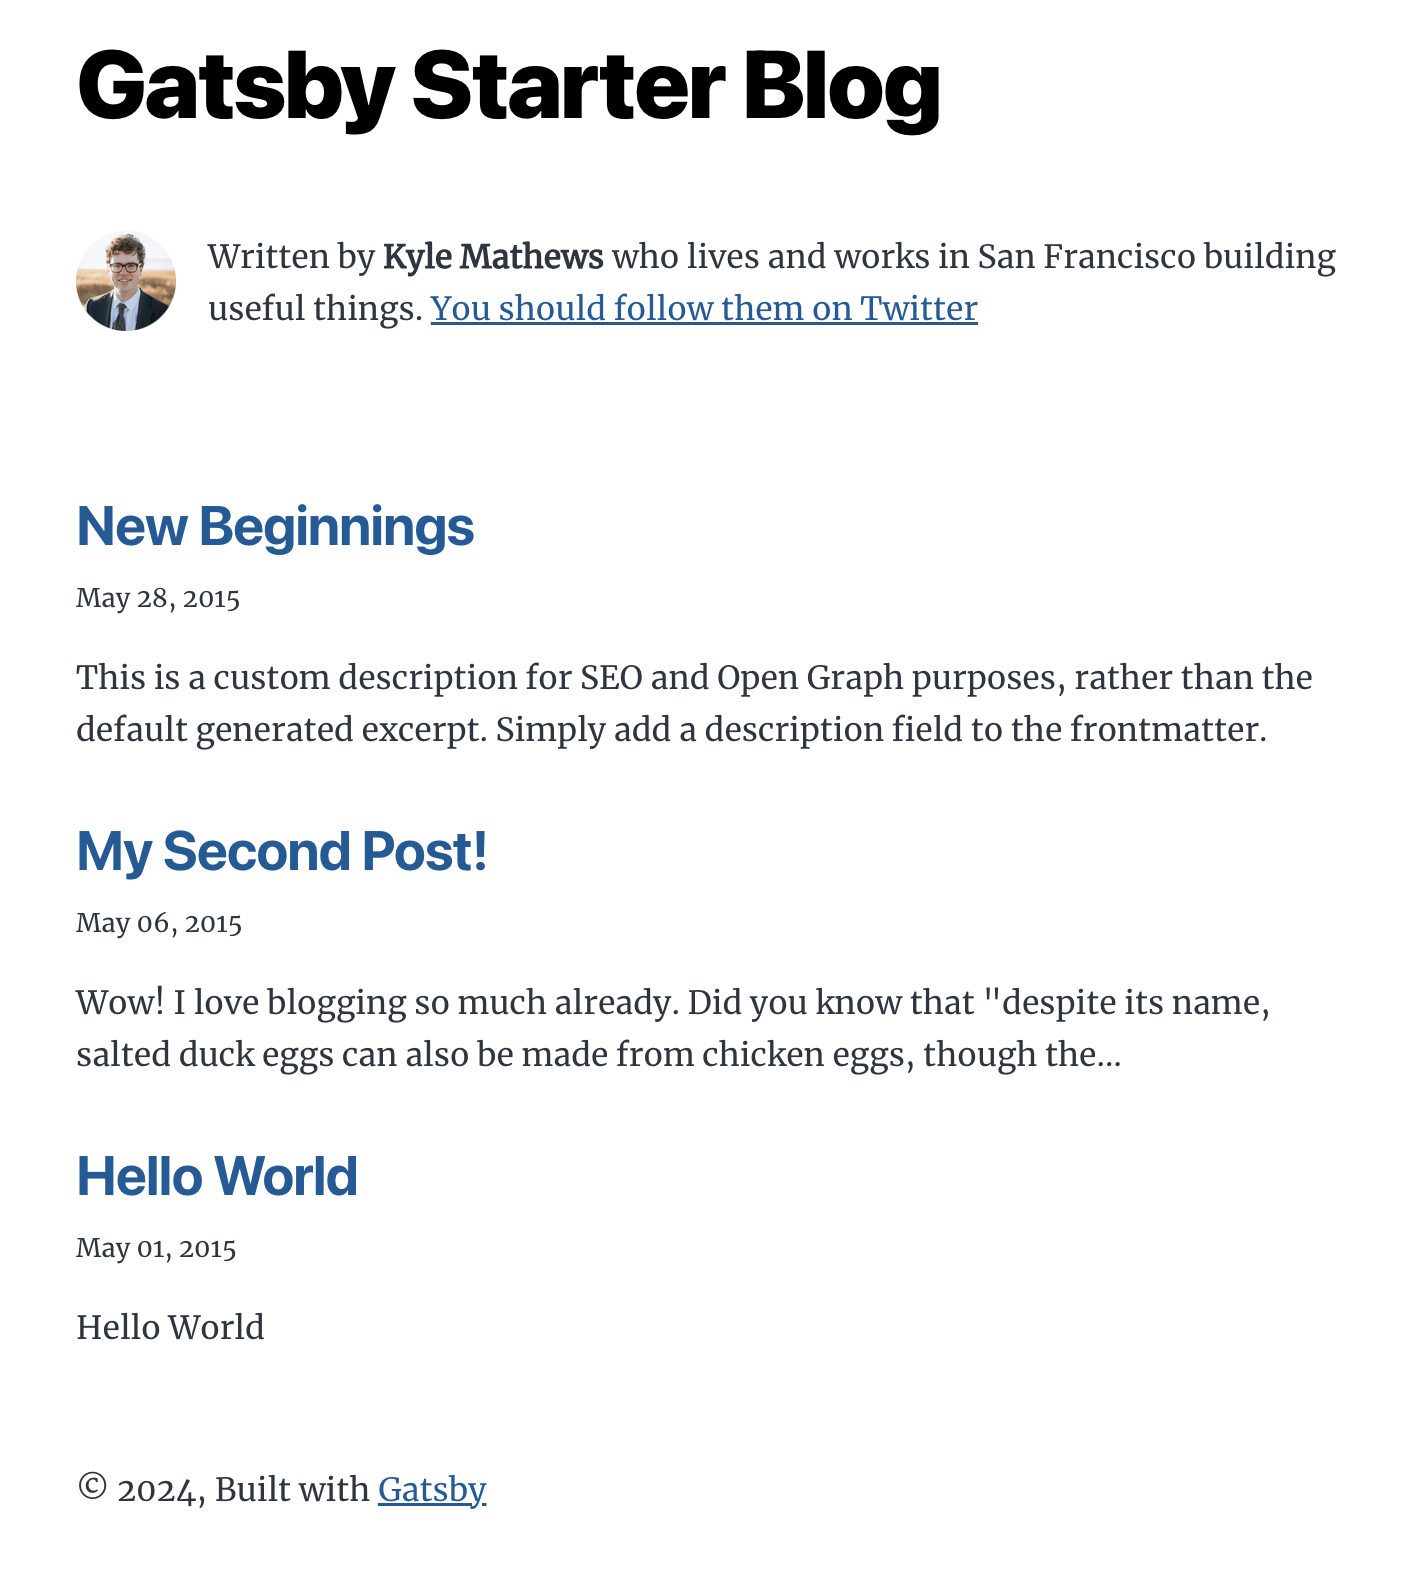 Gatsby Starter Blog
Written by Kyle Mathews who lives and works in San Francisco building
useful things. You should follow them on Twitter
New Beginnings
May 28, 2015
This is a custom description for SEO and Open Graph purposes, rather than the
default generated excerpt. Simply add a description field to the frontmatter.
My Second Post!
May 06, 2015
Wow! I love blogging so much already. Did you know that "despite its name,
salted duck eggs can also be made from chicken eggs, though the…
Hello World
May 01, 2015
Hello World
© 2024, Built with Gatsby